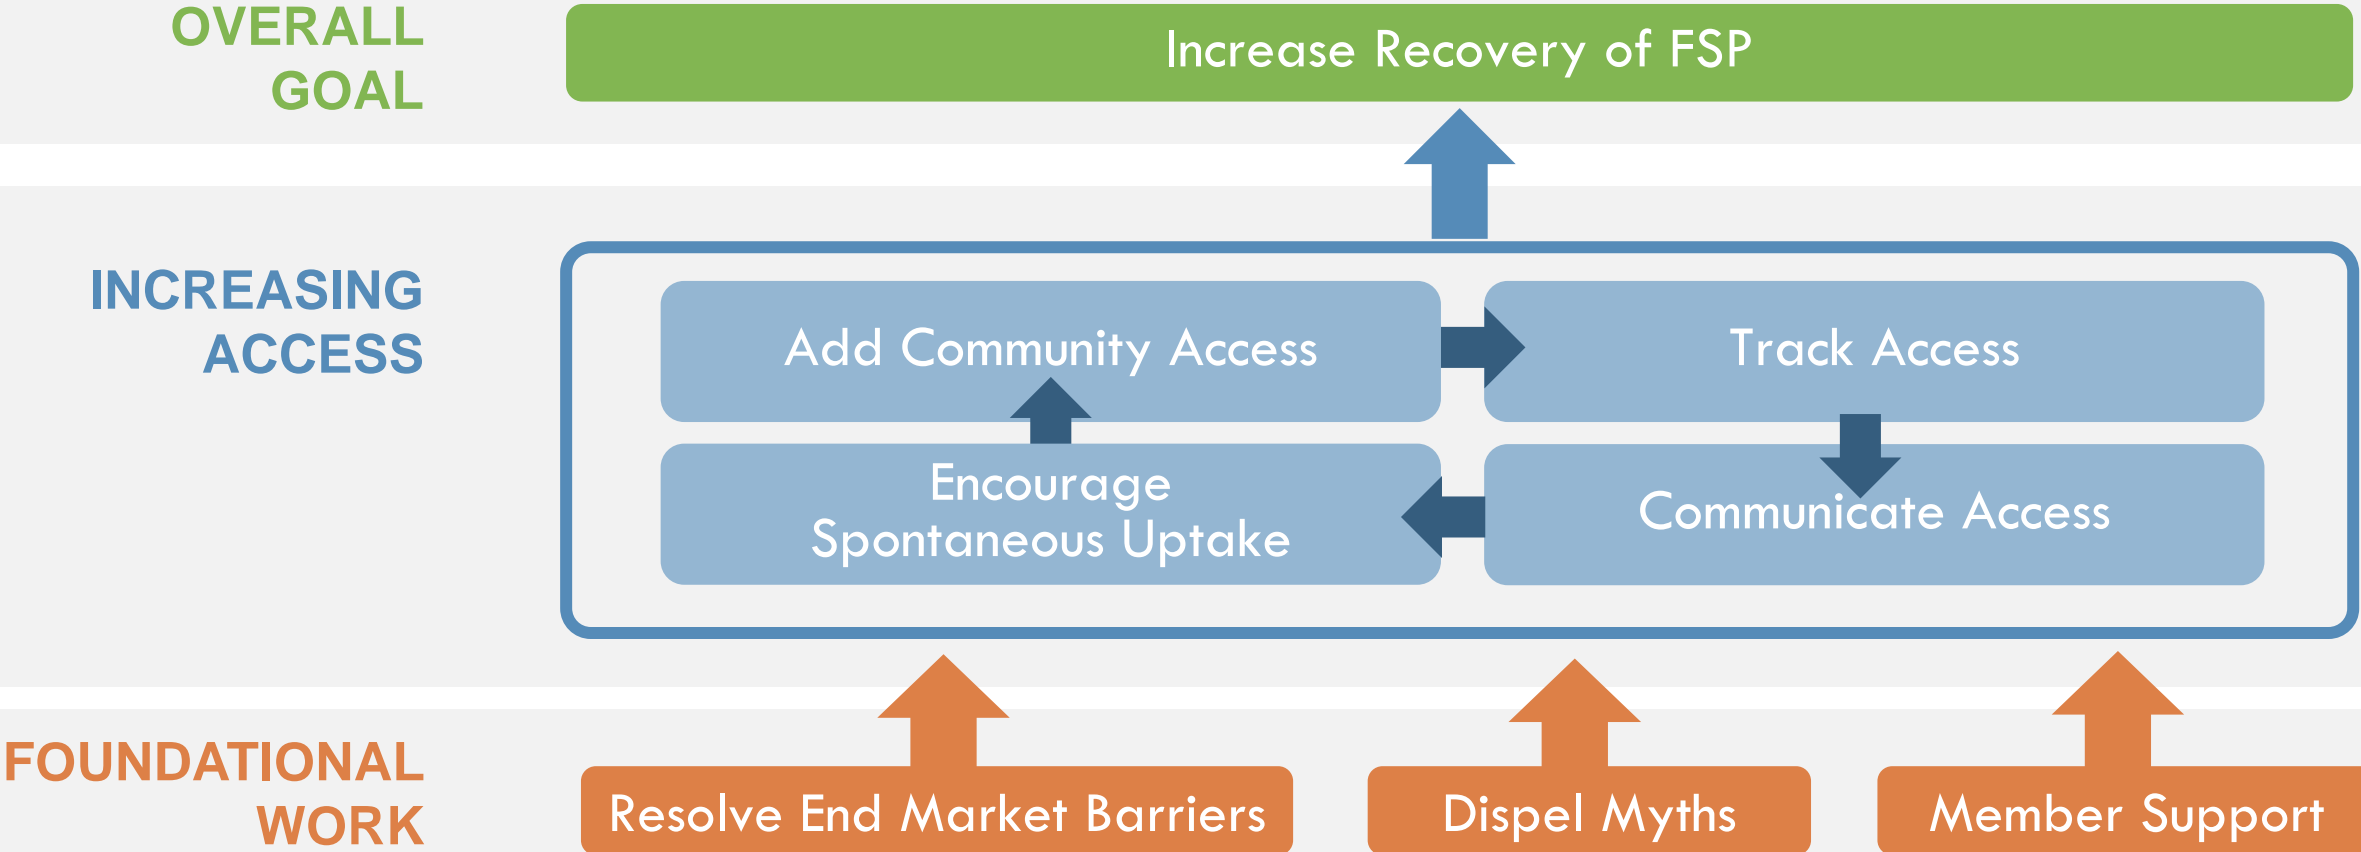 OVERALL
GOAL
Increase Recovery of FSP
INCREASING
ACCESS
Add Community Access
Track Access
Encourage
Spontaneous Uptake
Communicate Access
FOUNDATIONAL
WORK
Resolve End Market Barriers
Dispel Myths
Member Support